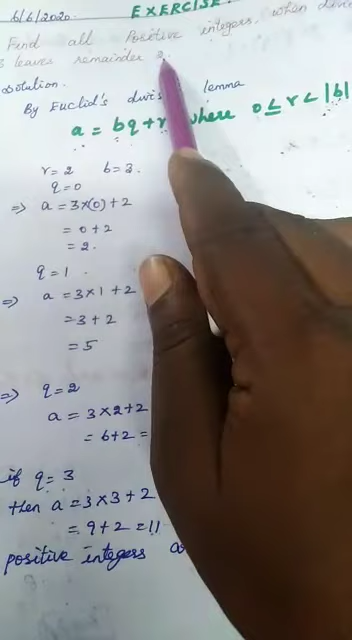 6/6/2020.
EXERCISE.
Find all Positive integers, when divi
3 leaves remainder 2.
solution.
By Euclid's divis lemma
a = bq + r where 0 ≤ r < |b|
r = 2 b = 3.
q = 0
⇒ a = 3×(0) + 2
= 0 + 2
= 2.
q = 1.
⇒ a = 3×1 + 2
= 3 + 2
= 5
⇒ q = 2
a = 3×2+2
= 6+2 =
if q = 3
then a = 3×3+2
= 9+2 = 11
positive integers